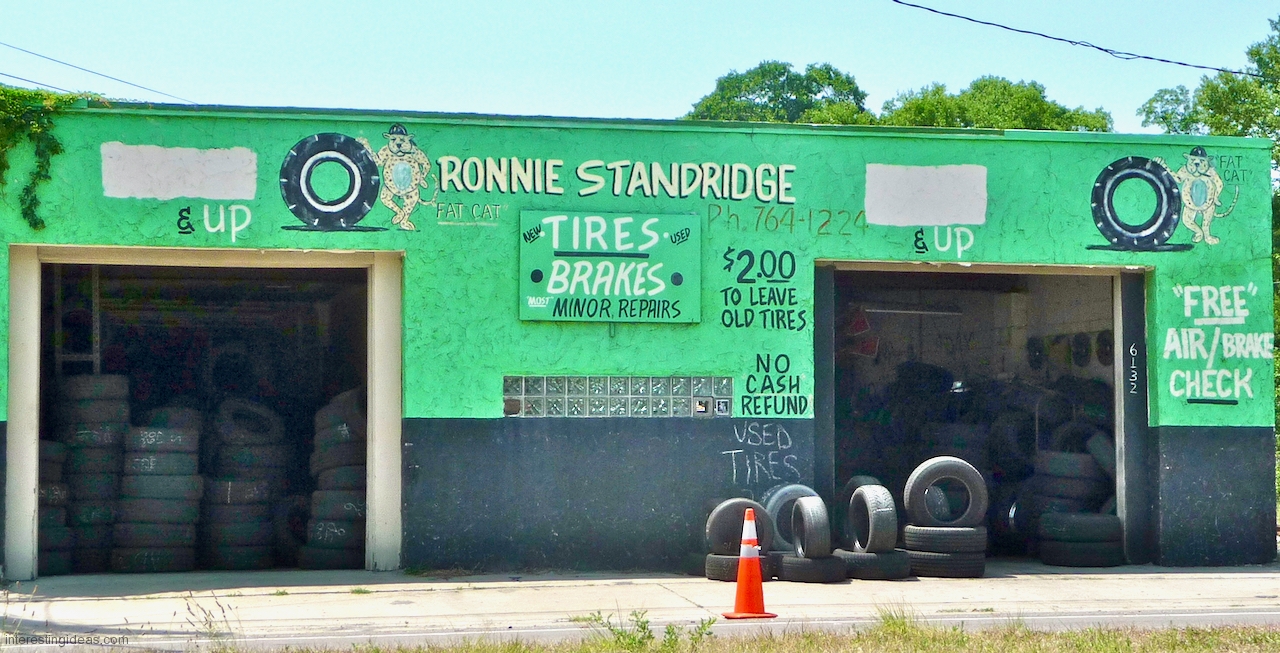 & UP
RONNIE STANDRIDGE
"FAT CAT"
Ph. 764-1224
NEW TIRES · USED
BRAKES
"MOST" MINOR REPAIRS
$2.00
TO LEAVE
OLD TIRES
NO
CASH
REFUND
USED
TIRES
& UP
"FAT
CAT"
6132
"FREE"
AIR/BRAKE
CHECK
interestingideas.com